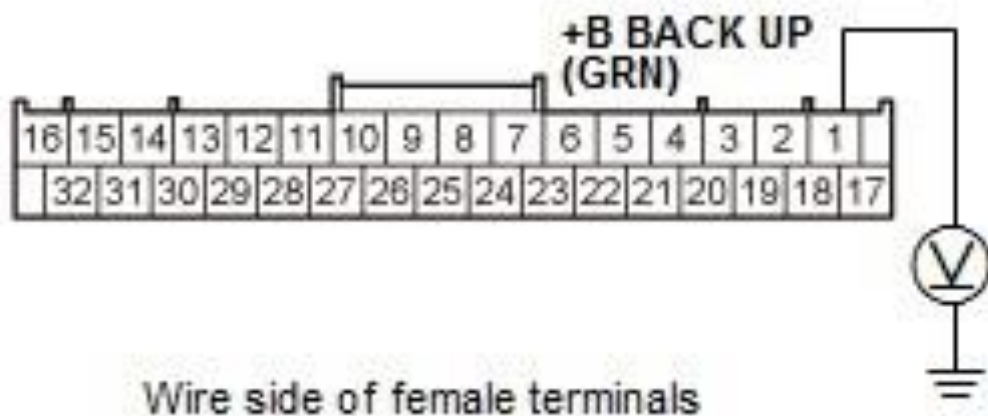 +B BACK UP
(GRN)
16 15 14 13 12 11 10 9 8 7 6 5 4 3 2 1
32 31 30 29 28 27 26 25 24 23 22 21 20 19 18 17
V
Wire side of female terminals